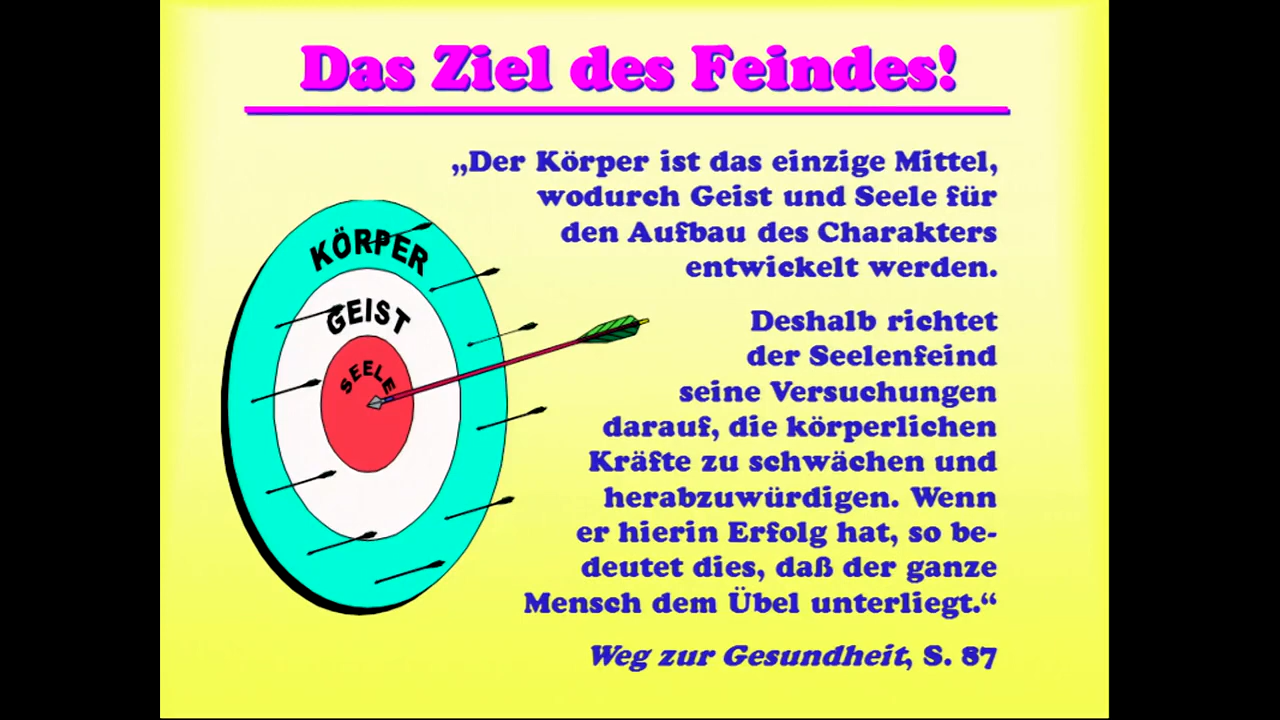 Das Ziel des Feindes!
„Der Körper ist das einzige Mittel,
wodurch Geist und Seele für
den Aufbau des Charakters
entwickelt werden.
Deshalb richtet
der Seelenfeind
seine Versuchungen
darauf, die körperlichen
Kräfte zu schwächen und
herabzuwürdigen. Wenn
er hierin Erfolg hat, so be-
deutet dies, daß der ganze
Mensch dem Übel unterliegt.“
Weg zur Gesundheit, S. 87
KÖRPER
GEIST
SEELE